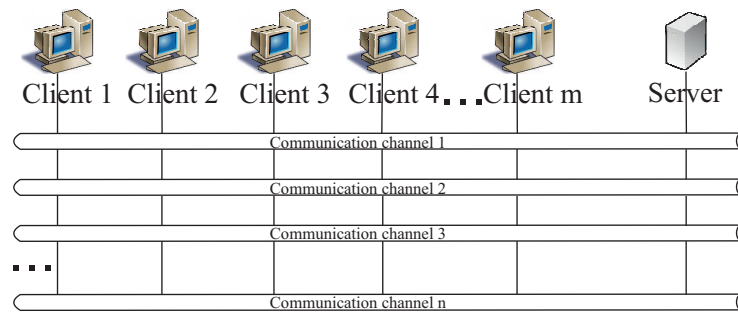 Client 1 Client 2 Client 3 Client 4 ... Client m Server
Communication channel 1
Communication channel 2
Communication channel 3
...
Communication channel n